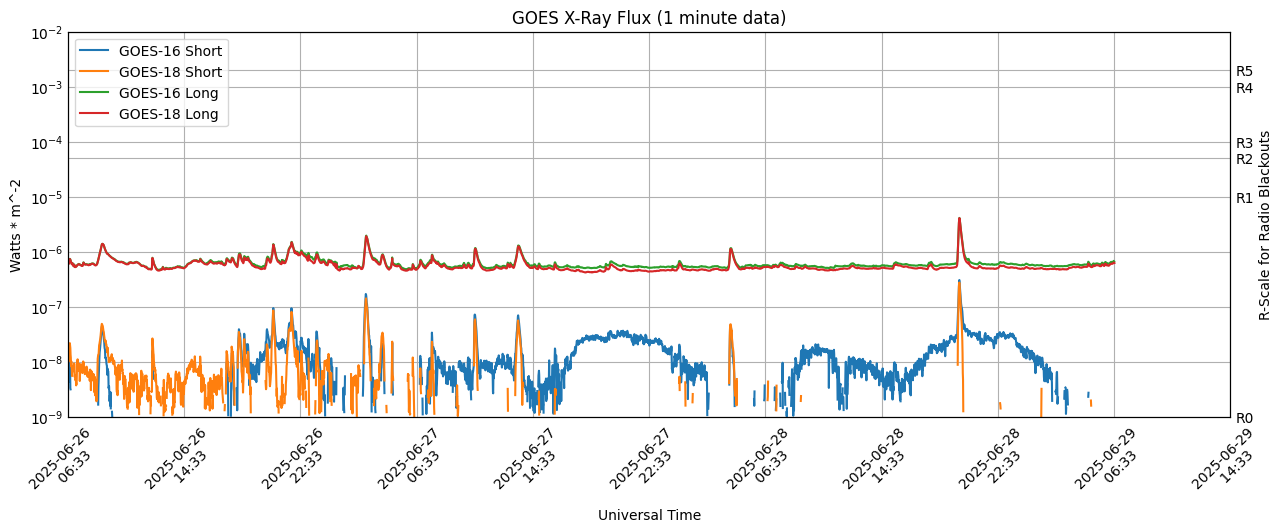 GOES X-Ray Flux (1 minute data)
GOES-16 Short
GOES-18 Short
GOES-16 Long
GOES-18 Long
10^-2
10^-3
10^-4
10^-5
10^-6
10^-7
10^-8
10^-9
Watts * m^-2
R5
R4
R3
R2
R1
R0
R-Scale for Radio Blackouts
2025-06-26
06:33
2025-06-26
14:33
2025-06-26
22:33
2025-06-27
06:33
2025-06-27
14:33
2025-06-27
22:33
2025-06-28
06:33
2025-06-28
14:33
2025-06-28
22:33
2025-06-29
06:33
2025-06-29
14:33
Universal Time